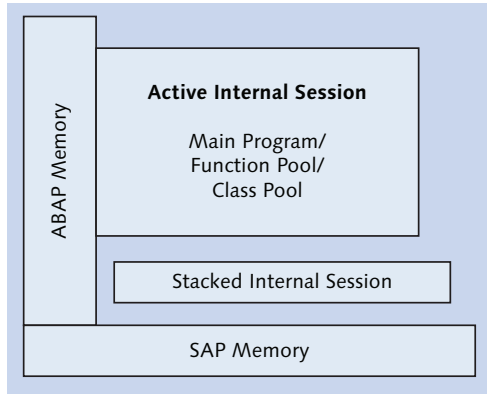 ABAP Memory
Active Internal Session
Main Program/
Function Pool/
Class Pool
Stacked Internal Session
SAP Memory